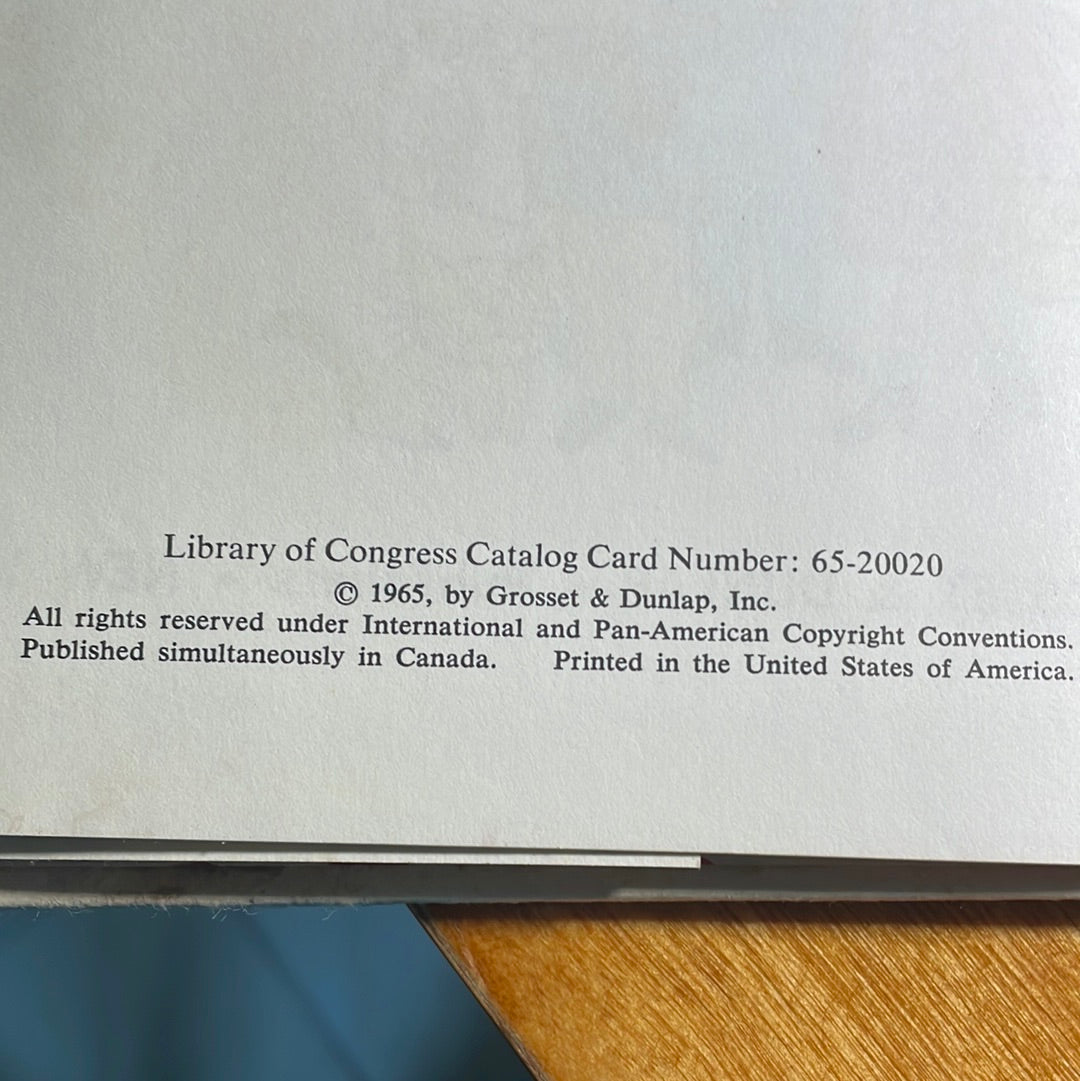 Library of Congress Catalog Card Number: 65-20020
© 1965, by Grosset & Dunlap, Inc.
All rights reserved under International and Pan-American Copyright Conventions.
Published simultaneously in Canada. Printed in the United States of America.